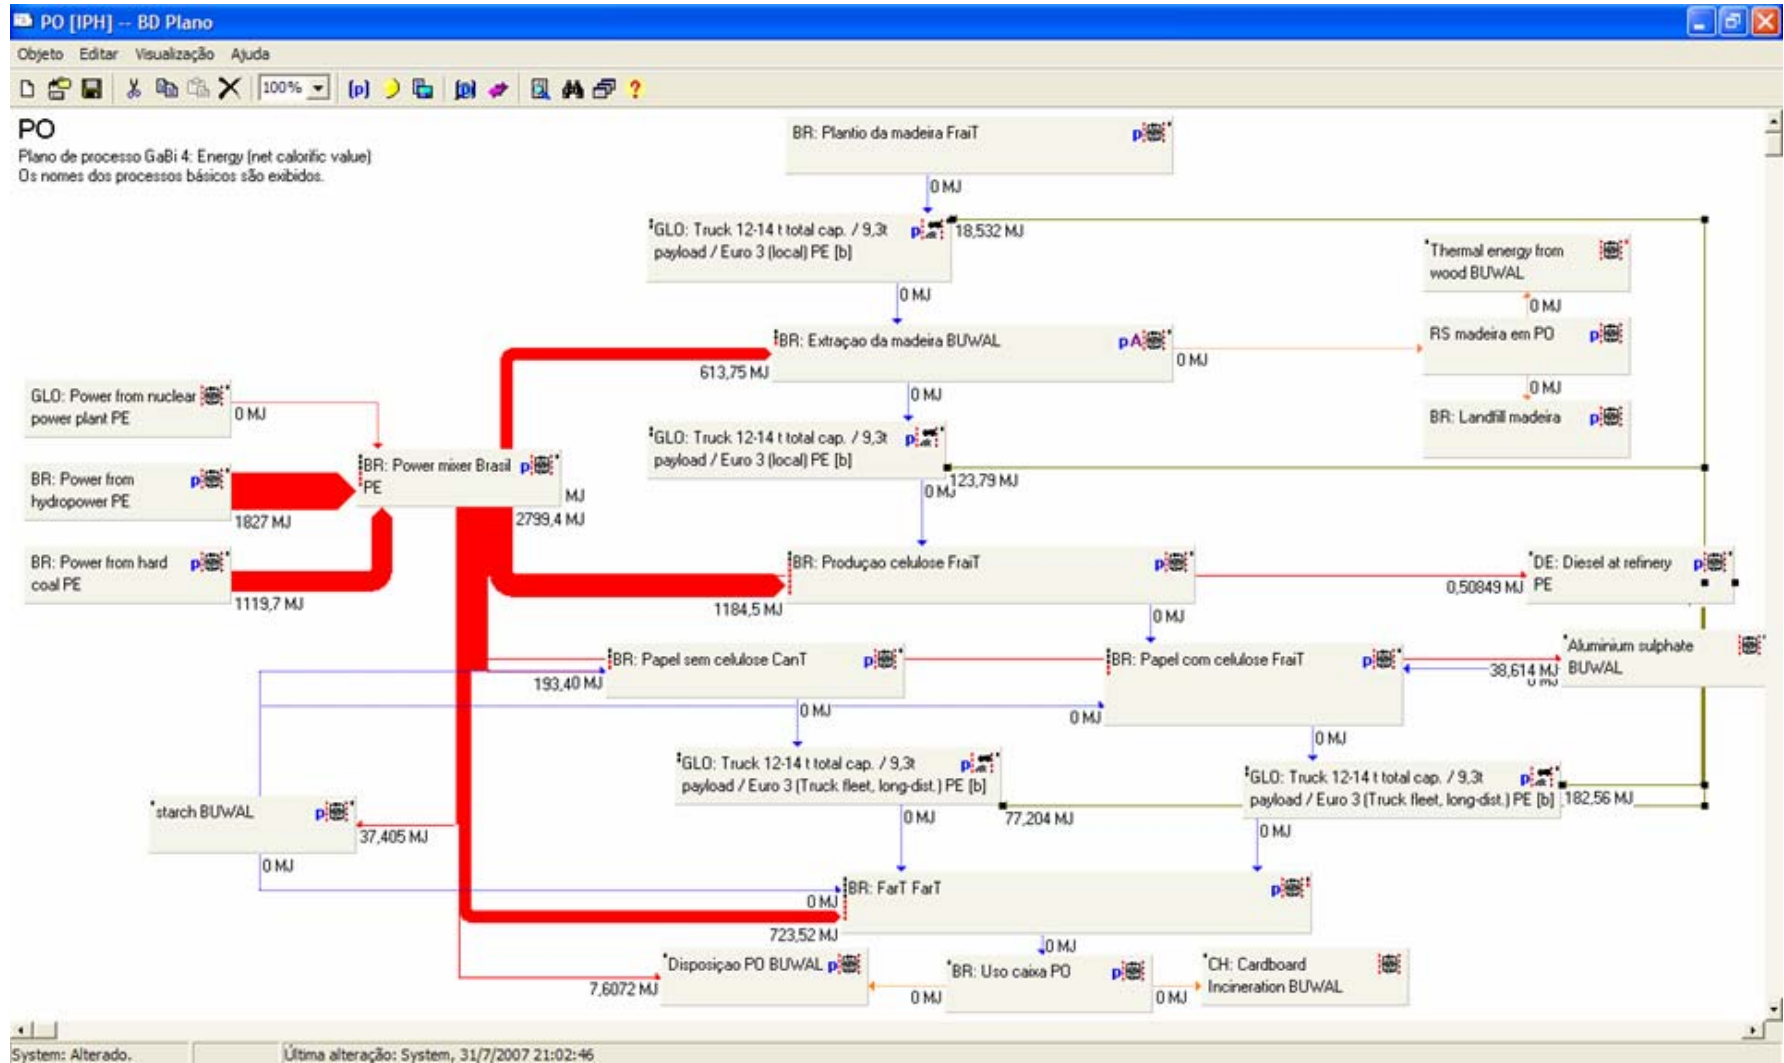 PO [IPH] -- BD Plano
Objeto Editar Visualização Ajuda
100% (p)
PO
Plano de processo GaBi 4: Energy (net calorific value)
Os nomes dos processos básicos são exibidos.
BR: Plantio da madeira FraiT p
0 MJ
GLO: Truck 12-14 t total cap. / 9,3t p
payload / Euro 3 (local) PE [b]
18,532 MJ
0 MJ
Thermal energy from
wood BUWAL
0 MJ
BR: Extraçao da madeira BUWAL pA
613,75 MJ
0 MJ
RS madeira em PO p
0 MJ
BR: Landfill madeira p
0 MJ
GLO: Power from nuclear
power plant PE
0 MJ
GLO: Truck 12-14 t total cap. / 9,3t p
payload / Euro 3 (local) PE [b]
123,79 MJ
0 MJ
BR: Power mixer Brasil p
PE
MJ
2799,4 MJ
BR: Power from p
hydropower PE
1827 MJ
BR: Power from hard p
coal PE
1119,7 MJ
BR: Produçao celulose FraiT p
1184,5 MJ
0 MJ
DE: Diesel at refinery p
PE
0,50849 MJ
BR: Papel sem celulose CanT p
193,40 MJ
0 MJ
BR: Papel com celulose FraiT p
0 MJ
0 MJ
Aluminium sulphate
BUWAL
38,614 MJ
0 MJ
GLO: Truck 12-14 t total cap. / 9,3t p
payload / Euro 3 (Truck fleet, long-dist.) PE [b]
77,204 MJ
0 MJ
GLO: Truck 12-14 t total cap. / 9,3t p
payload / Euro 3 (Truck fleet, long-dist.) PE [b]
182,56 MJ
0 MJ
starch BUWAL p
37,405 MJ
0 MJ
BR: FarT FarT p
0 MJ
723,52 MJ
0 MJ
Disposiçao PO BUWAL p
7,6072 MJ
BR: Uso caixa PO p
0 MJ
0 MJ
CH: Cardboard
Incineration BUWAL
System: Alterado.
Última alteração: System, 31/7/2007 21:02:46